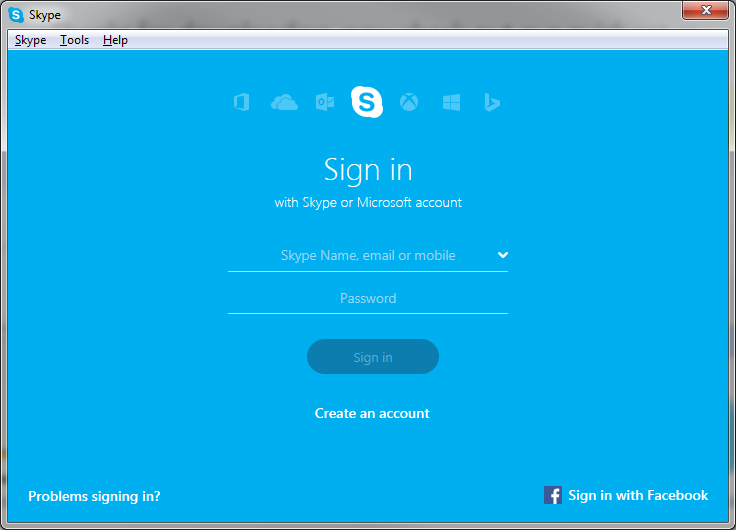 Skype
Skype Tools Help
Sign in
with Skype or Microsoft account
Skype Name, email or mobile
Password
Sign in
Create an account
Problems signing in?
Sign in with Facebook